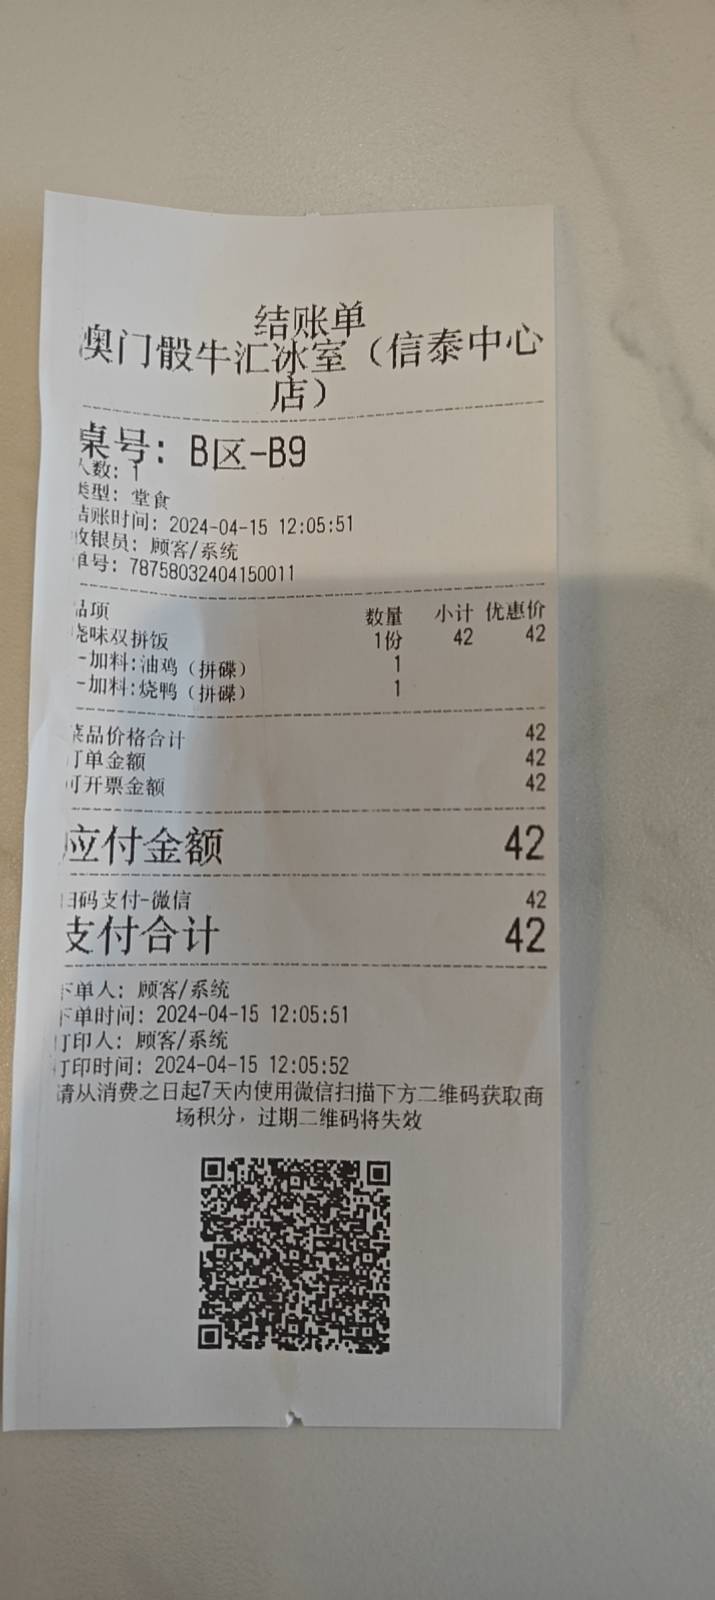 结账单
澳门骰牛汇冰室（信泰中心
店）
桌号: B区-B9
人数: 1
类型: 堂食
结账时间: 2024-04-15 12:05:51
收银员: 顾客/系统
单号: 78758032404150011
品项 数量 小计 优惠价
烧味双拼饭 1份 42 42
-加料:油鸡（拼碟） 1
-加料:烧鸭（拼碟） 1
菜品价格合计 42
订单金额 42
可开票金额 42
应付金额 42
扫码支付-微信 42
支付合计 42
下单人: 顾客/系统
下单时间: 2024-04-15 12:05:51
打印人: 顾客/系统
打印时间: 2024-04-15 12:05:52
请从消费之日起7天内使用微信扫描下方二维码获取商
场积分，过期二维码将失效